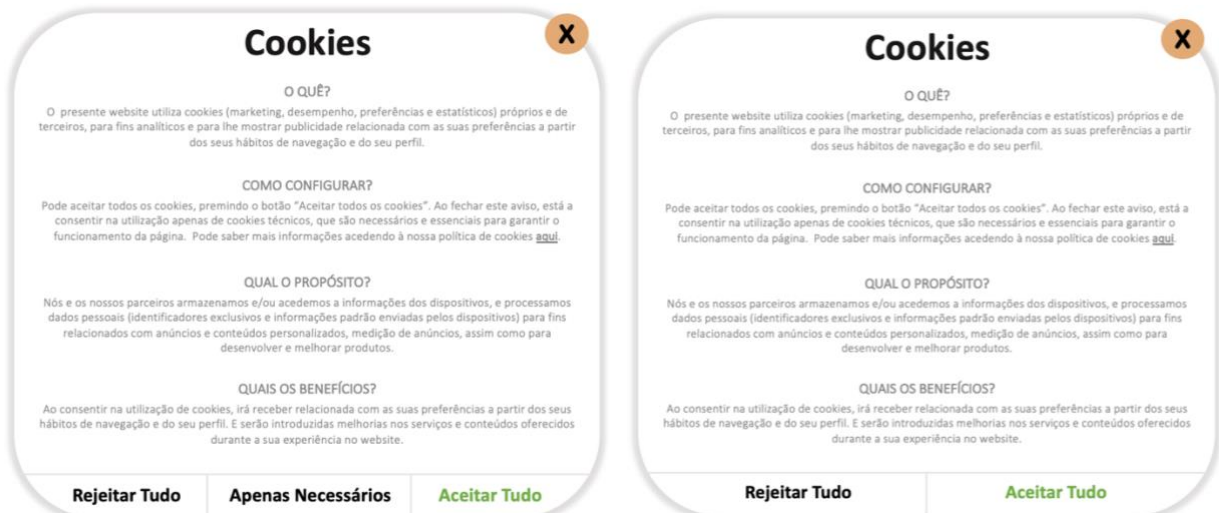 Cookies
X
O QUÊ?
O presente website utiliza cookies (marketing, desempenho, preferências e estatísticos) próprios e de
terceiros, para fins analíticos e para lhe mostrar publicidade relacionada com as suas preferências a partir
dos seus hábitos de navegação e do seu perfil.
COMO CONFIGURAR?
Pode aceitar todos os cookies, premindo o botão “Aceitar todos os cookies”. Ao fechar este aviso, está a
consentir na utilização apenas de cookies técnicos, que são necessários e essenciais para garantir o
funcionamento da página. Pode saber mais informações acedendo à nossa política de cookies aqui.
QUAL O PROPÓSITO?
Nós e os nossos parceiros armazenamos e/ou acedemos a informações dos dispositivos, e processamos
dados pessoais (identificadores exclusivos e informações padrão enviadas pelos dispositivos) para fins
relacionados com anúncios e conteúdos personalizados, medição de anúncios, assim como para
desenvolver e melhorar produtos.
QUAIS OS BENEFÍCIOS?
Ao consentir na utilização de cookies, irá receber relacionada com as suas preferências a partir dos seus
hábitos de navegação e do seu perfil. E serão introduzidas melhorias nos serviços e conteúdos oferecidos
durante a sua experiência no website.
Rejeitar Tudo Apenas Necessários Aceitar Tudo
Cookies
X
O QUÊ?
O presente website utiliza cookies (marketing, desempenho, preferências e estatísticos) próprios e de
terceiros, para fins analíticos e para lhe mostrar publicidade relacionada com as suas preferências a partir
dos seus hábitos de navegação e do seu perfil.
COMO CONFIGURAR?
Pode aceitar todos os cookies, premindo o botão “Aceitar todos os cookies”. Ao fechar este aviso, está a
consentir na utilização apenas de cookies técnicos, que são necessários e essenciais para garantir o
funcionamento da página. Pode saber mais informações acedendo à nossa política de cookies aqui.
QUAL O PROPÓSITO?
Nós e os nossos parceiros armazenamos e/ou acedemos a informações dos dispositivos, e processamos
dados pessoais (identificadores exclusivos e informações padrão enviadas pelos dispositivos) para fins
relacionados com anúncios e conteúdos personalizados, medição de anúncios, assim como para
desenvolver e melhorar produtos.
QUAIS OS BENEFÍCIOS?
Ao consentir na utilização de cookies, irá receber relacionada com as suas preferências a partir dos seus
hábitos de navegação e do seu perfil. E serão introduzidas melhorias nos serviços e conteúdos oferecidos
durante a sua experiência no website.
Rejeitar Tudo Aceitar Tudo